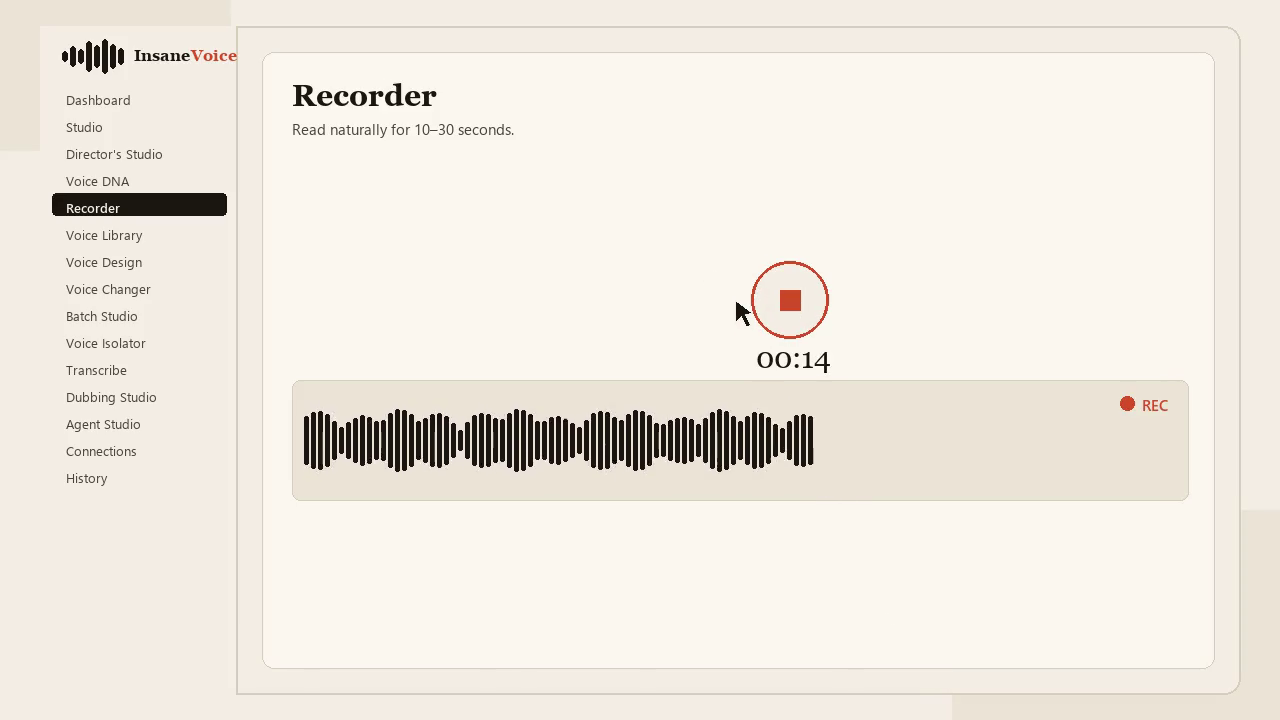 InsaneVoice
Dashboard
Studio
Director's Studio
Voice DNA
Recorder
Voice Library
Voice Design
Voice Changer
Batch Studio
Voice Isolator
Transcribe
Dubbing Studio
Agent Studio
Connections
History
Recorder
Read naturally for 10–30 seconds.
00:14
REC